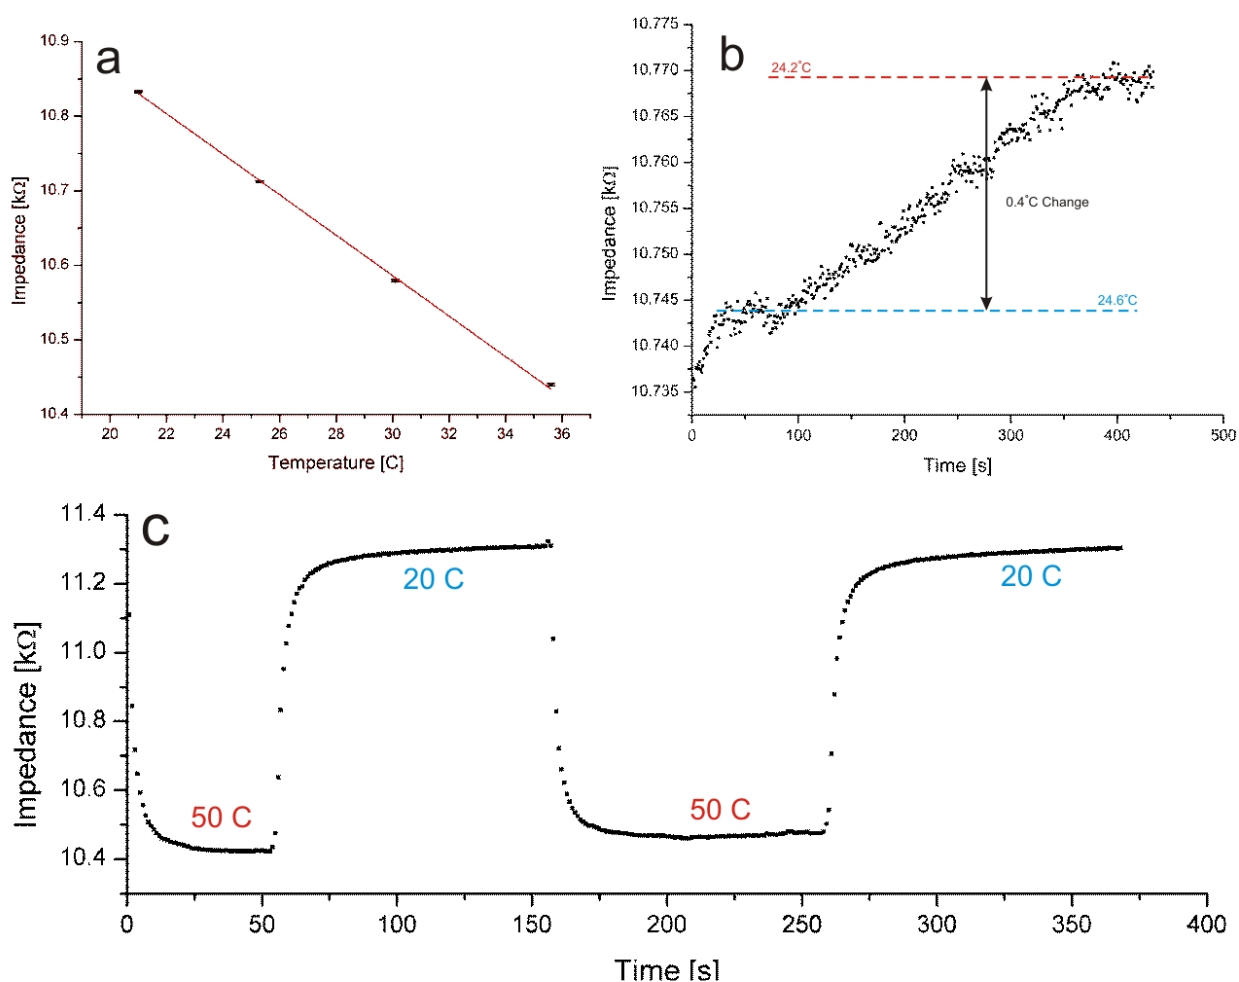 a
10.9
10.8
10.7
10.6
10.5
10.4
Impedance [kΩ]
20 22 24 26 28 30 32 34 36
Temperature [C]
b
10.775
10.770
10.765
10.760
10.755
10.750
10.745
10.740
10.735
Impedance [kΩ]
24.2°C
0.4°C Change
24.6°C
0 100 200 300 400 500
Time [s]
c
11.4
11.2
11.0
10.8
10.6
10.4
Impedance [kΩ]
20 C
20 C
50 C
50 C
0 50 100 150 200 250 300 350 400
Time [s]